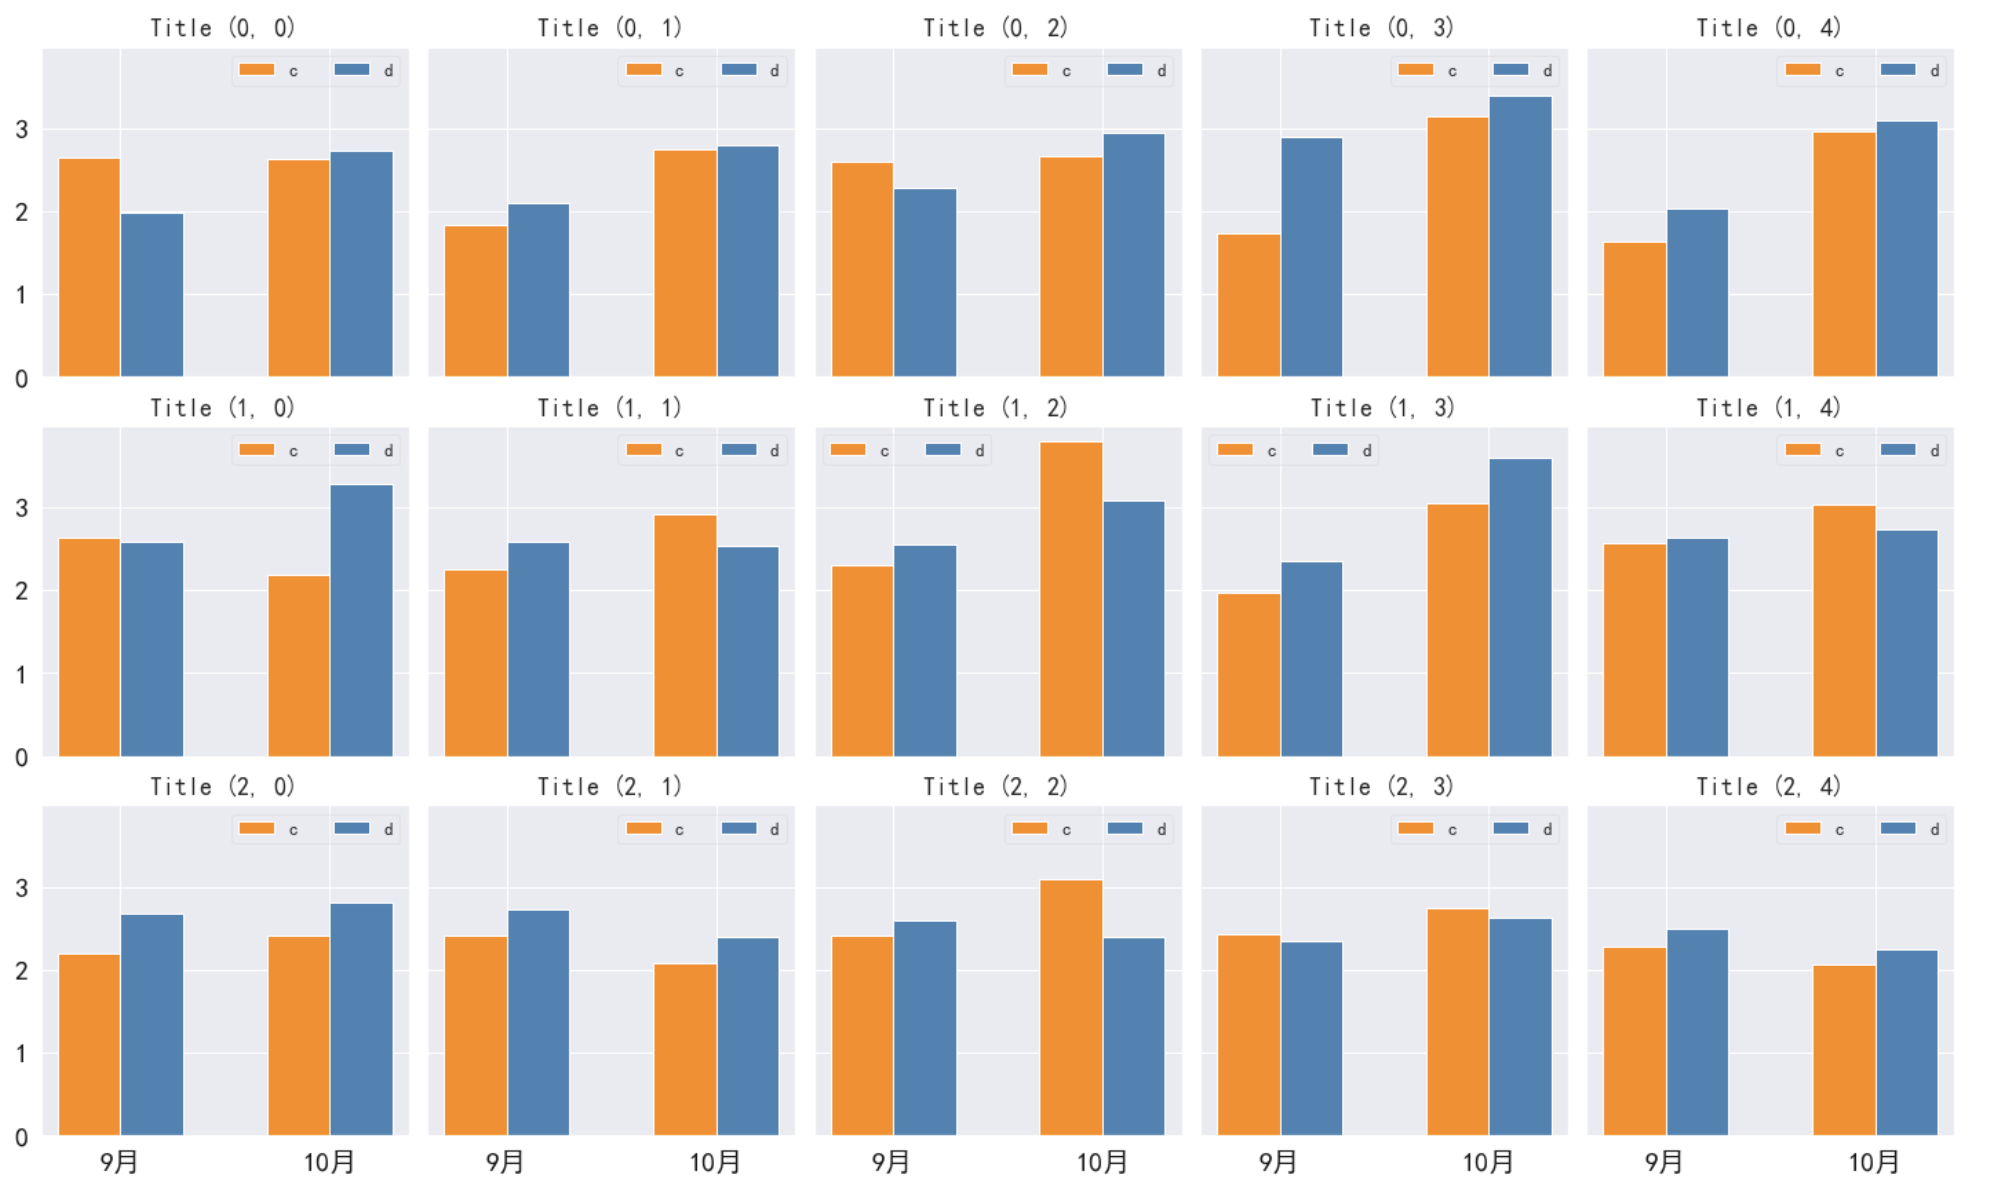 Title (0, 0) Title (0, 1) Title (0, 2) Title (0, 3) Title (0, 4)
c d c d c d c d c d
3
2
1
0
Title (1, 0) Title (1, 1) Title (1, 2) Title (1, 3) Title (1, 4)
c d c d c d c d c d
3
2
1
0
Title (2, 0) Title (2, 1) Title (2, 2) Title (2, 3) Title (2, 4)
c d c d c d c d c d
3
2
1
0
9月 10月 9月 10月 9月 10月 9月 10月 9月 10月